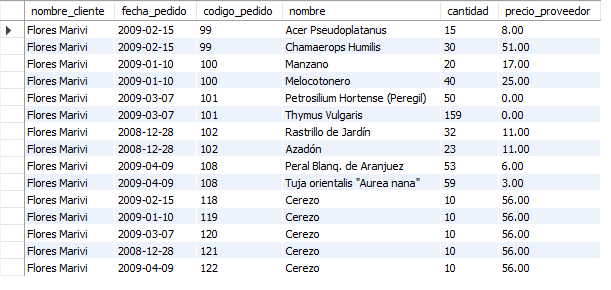 nombre_cliente fecha_pedido codigo_pedido nombre cantidad precio_proveedor
Flores Marivi 2009-02-15 99 Acer Pseudoplatanus 15 8.00
Flores Marivi 2009-02-15 99 Chamaerops Humilis 30 51.00
Flores Marivi 2009-01-10 100 Manzano 20 17.00
Flores Marivi 2009-01-10 100 Melocotonero 40 25.00
Flores Marivi 2009-03-07 101 Petrosilium Hortense (Peregil) 50 0.00
Flores Marivi 2009-03-07 101 Thymus Vulgaris 159 0.00
Flores Marivi 2008-12-28 102 Rastrillo de Jardín 32 11.00
Flores Marivi 2008-12-28 102 Azadón 23 11.00
Flores Marivi 2009-04-09 108 Peral Blanq. de Aranjuez 53 6.00
Flores Marivi 2009-04-09 108 Tuja orientalis "Aurea nana" 59 3.00
Flores Marivi 2009-02-15 118 Cerezo 10 56.00
Flores Marivi 2009-01-10 119 Cerezo 10 56.00
Flores Marivi 2009-03-07 120 Cerezo 10 56.00
Flores Marivi 2008-12-28 121 Cerezo 10 56.00
Flores Marivi 2009-04-09 122 Cerezo 10 56.00